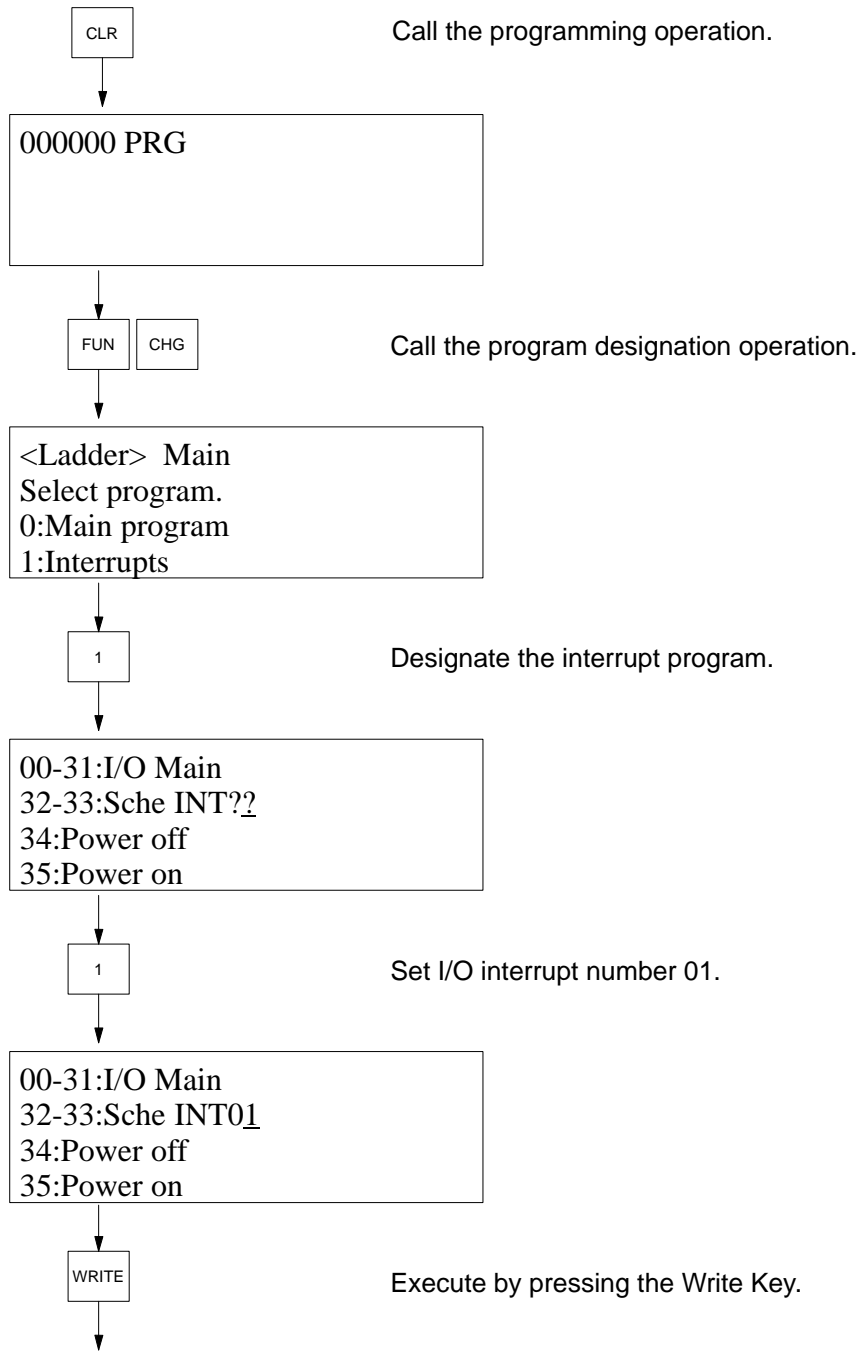 CLR
Call the programming operation.
000000 PRG
FUN CHG
Call the program designation operation.
<Ladder>  Main
Select program.
0:Main program
1:Interrupts
1
Designate the interrupt program.
00-31:I/O Main
32-33:Sche INT??
34:Power off
35:Power on
1
Set I/O interrupt number 01.
00-31:I/O Main
32-33:Sche INT01
34:Power off
35:Power on
WRITE
Execute by pressing the Write Key.